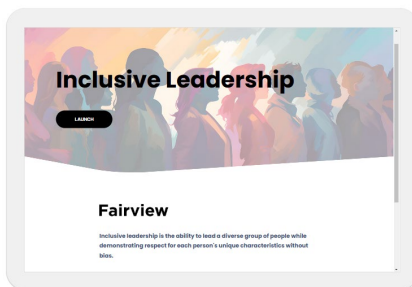 Inclusive Leadership
LAUNCH
Fairview
Inclusive leadership is the ability to lead a diverse group of people while
demonstrating respect for each person's unique characteristics without
bias.